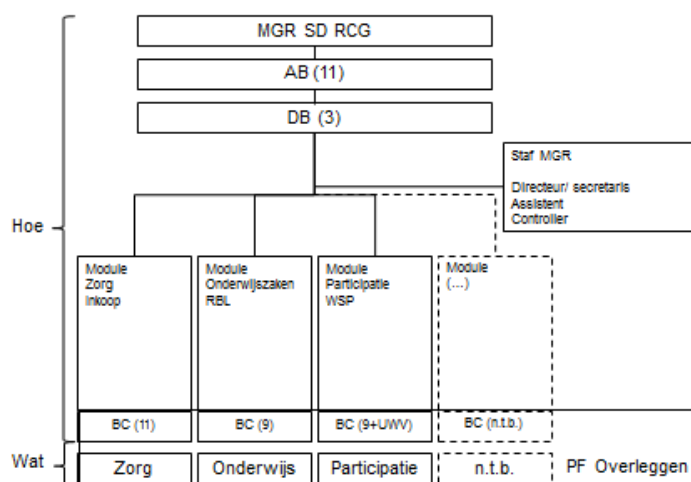 MGR SD RCG
AB (11)
DB (3)
Staf MGR
Directeur/ secretaris
Assistent
Controller
Hoe
Module
Zorg
Inkoop
Module
Onderwijszaken
RBL
Module
Participatie
WSP
Module
(...)
BC (11)
BC (9)
BC (9+UWV)
BC (n.t.b.)
Wat
Zorg
Onderwijs
Participatie
n.t.b.
PF Overleggen